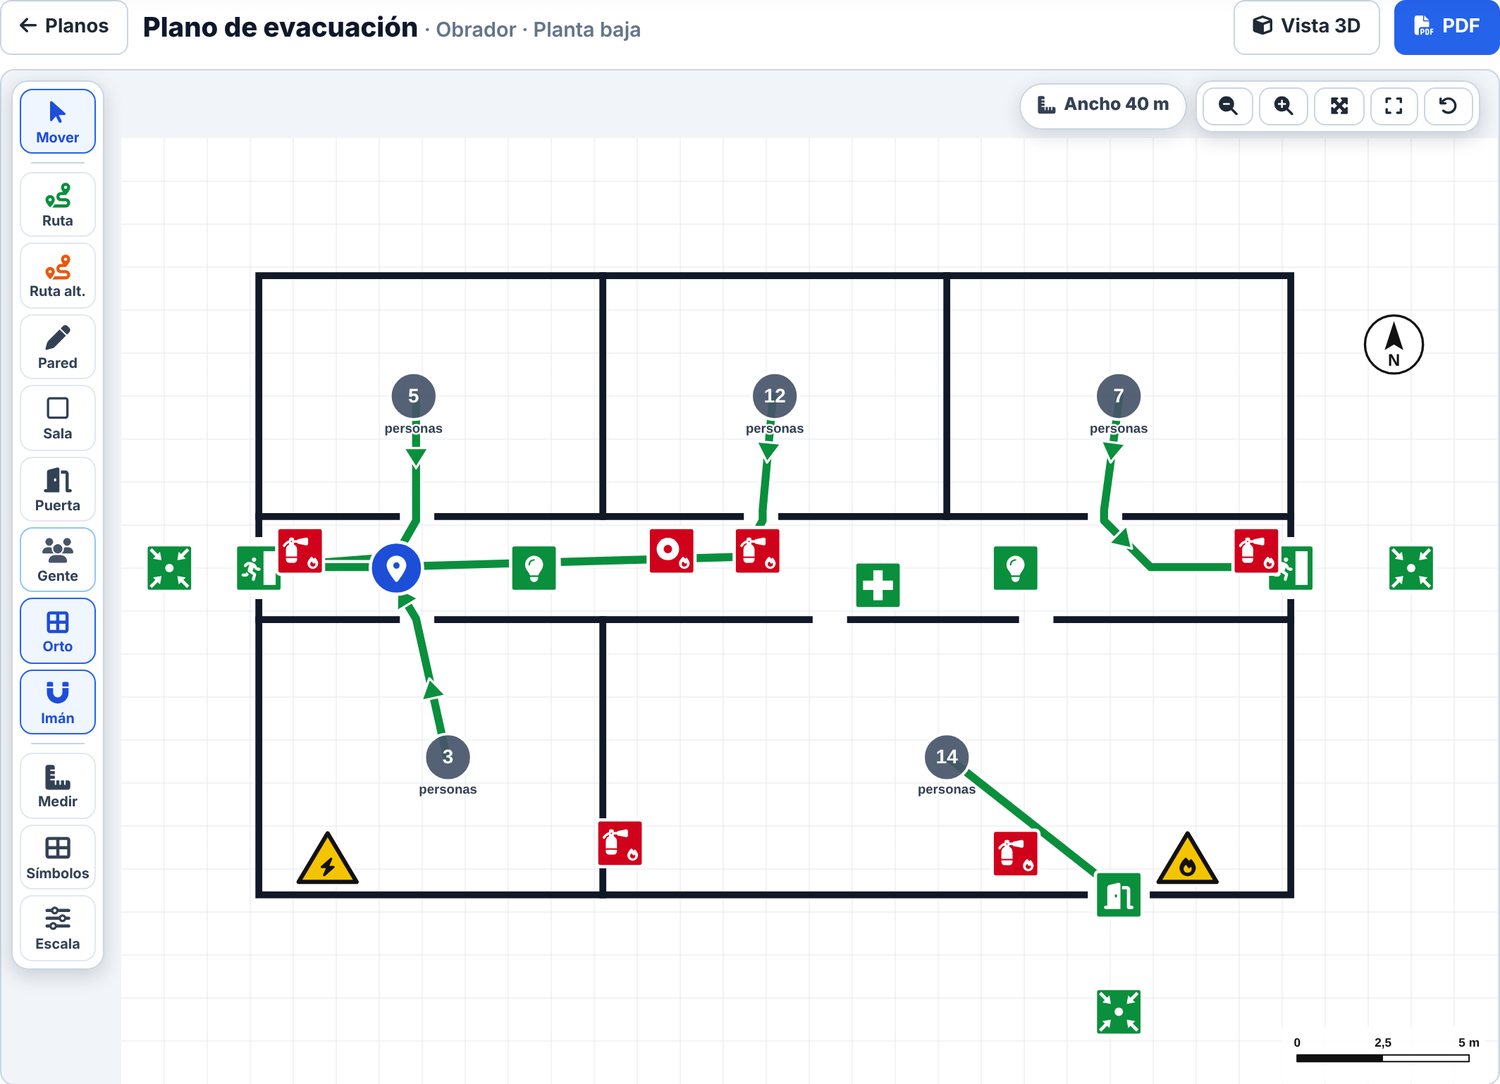 Planos
Plano de evacuación · Obrador · Planta baja
Vista 3D
PDF
PDF
Ancho 40 m
Mover
Ruta
Ruta alt.
Pared
Sala
Puerta
Gente
Orto
Imán
Medir
Símbolos
Escala
N
5
personas
12
personas
7
personas
3
personas
14
personas
0 2,5 5 m